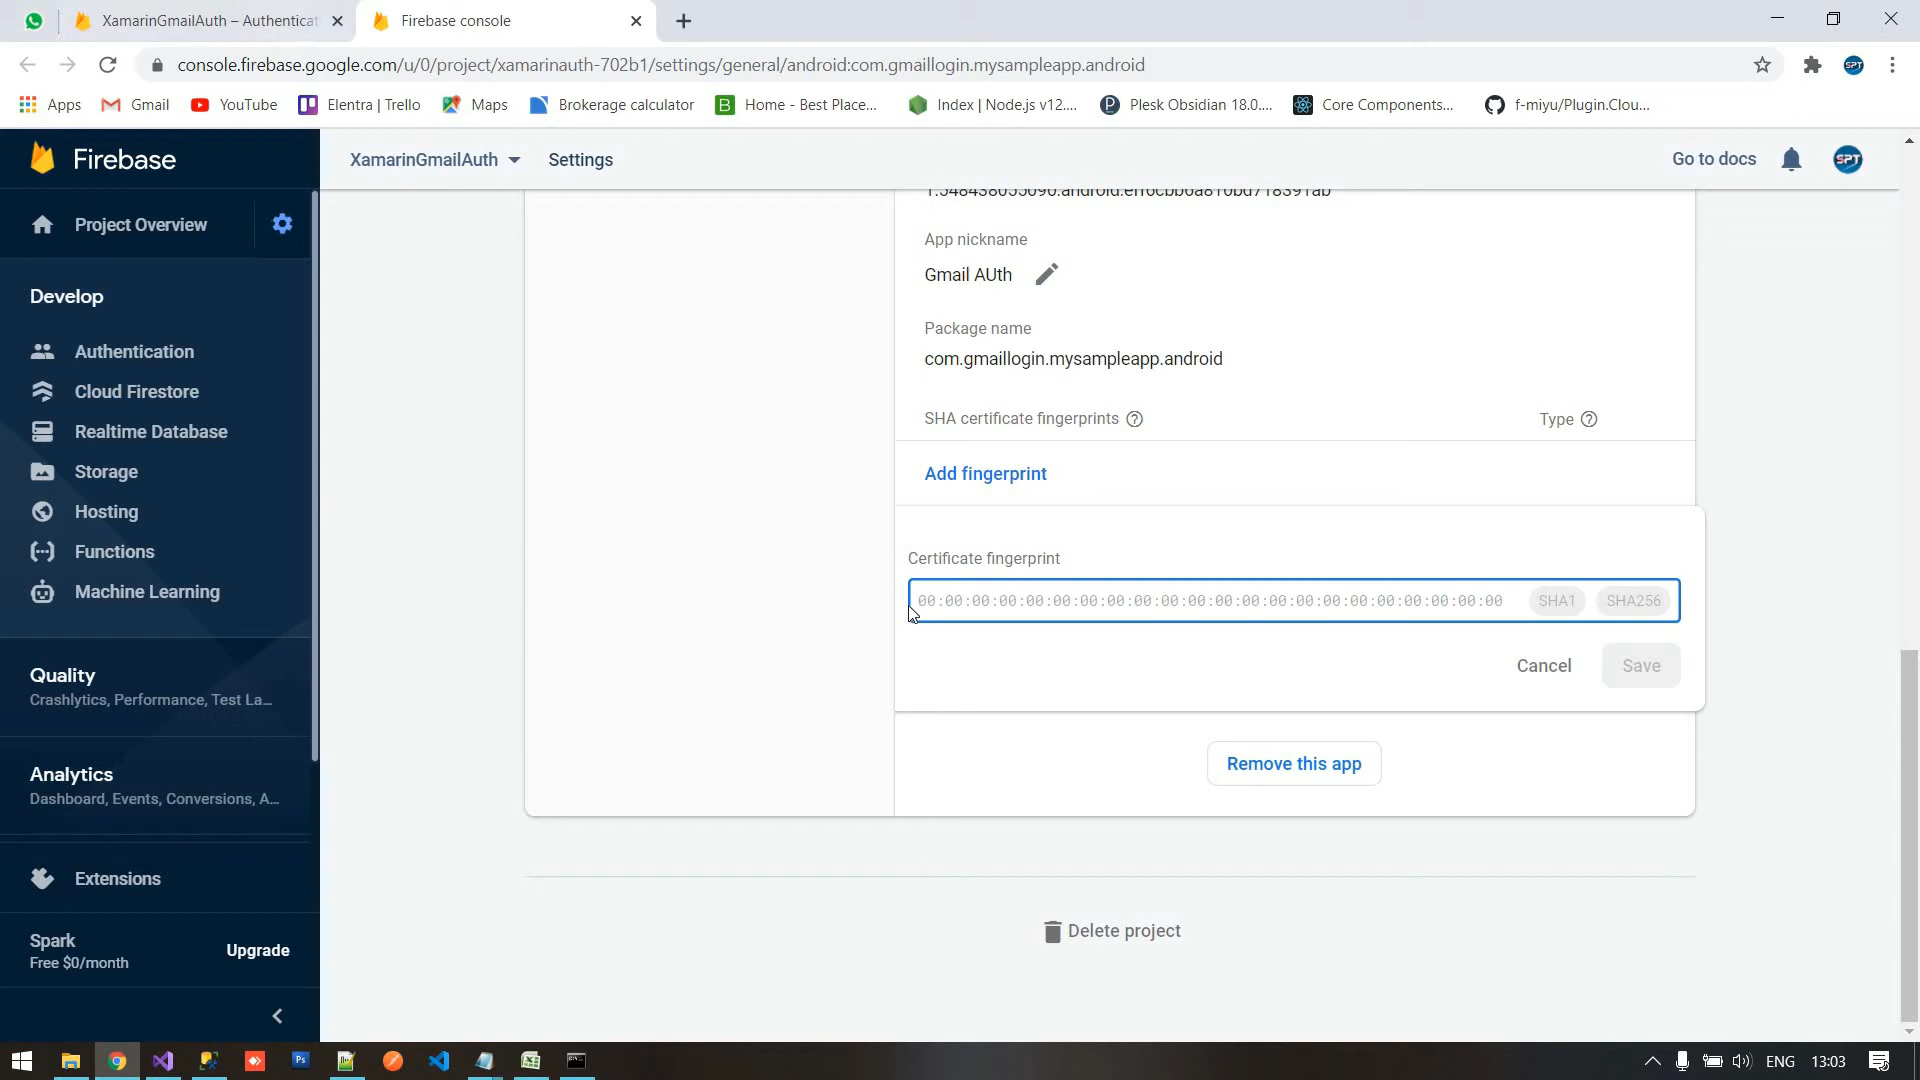 XamarinGmailAuth – Authenticat
Firebase console
console.firebase.google.com/u/0/project/xamarinauth-702b1/settings/general/android:com.gmaillogin.mysampleapp.android
SPT
Apps Gmail YouTube Elentra | Trello Maps Brokerage calculator Home - Best Place... Index | Node.js v12.... Plesk Obsidian 18.0.... Core Components... f-miyu/Plugin.Clou...
Firebase
XamarinGmailAuth Settings Go to docs SPT
Project Overview
Develop
Authentication
Cloud Firestore
Realtime Database
Storage
Hosting
Functions
Machine Learning
Quality
Crashlytics, Performance, Test La...
Analytics
Dashboard, Events, Conversions, A...
Extensions
Spark
Free $0/month
Upgrade
App nickname
Gmail AUth
Package name
com.gmaillogin.mysampleapp.android
SHA certificate fingerprints ? Type ?
Add fingerprint
Certificate fingerprint
00:00:00:00:00:00:00:00:00:00:00:00:00:00:00:00:00:00:00:00:00:00 SHA1 SHA256
Cancel Save
Remove this app
Delete project
Ps
ENG 13:03